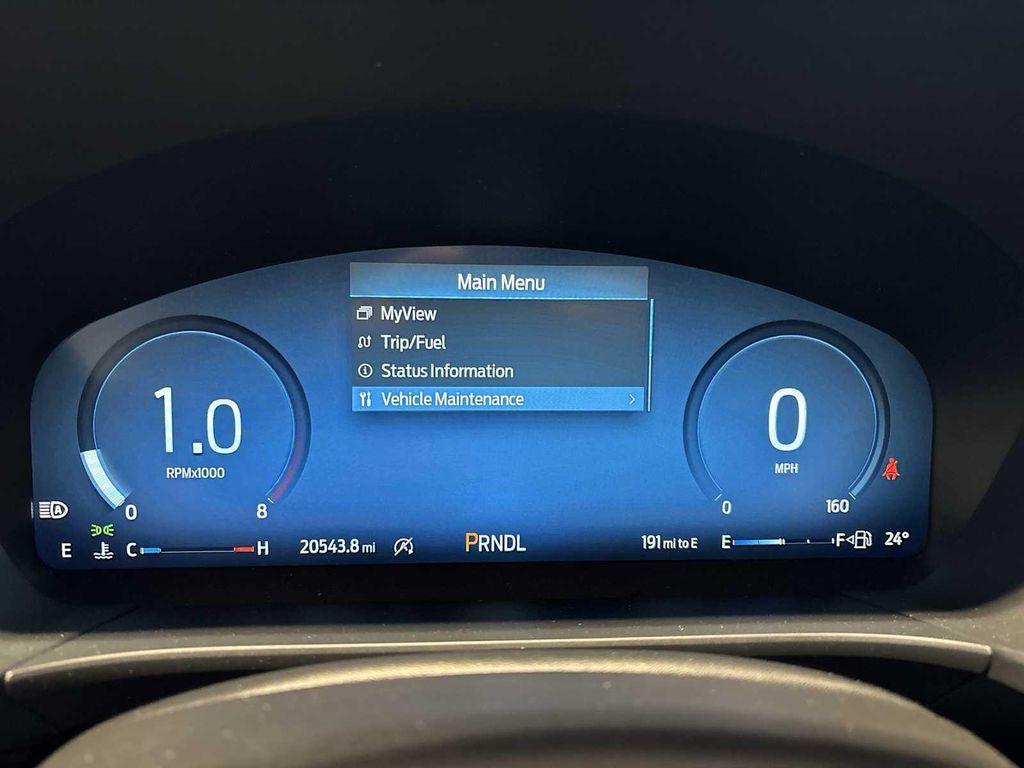 Main Menu
MyView
Trip/Fuel
Status Information
Vehicle Maintenance
1.0
RPMx1000
0
8
0
MPH
0
160
A
E
C
H
20543.8 mi
PRNDL
191 mi to E
E
F
24°